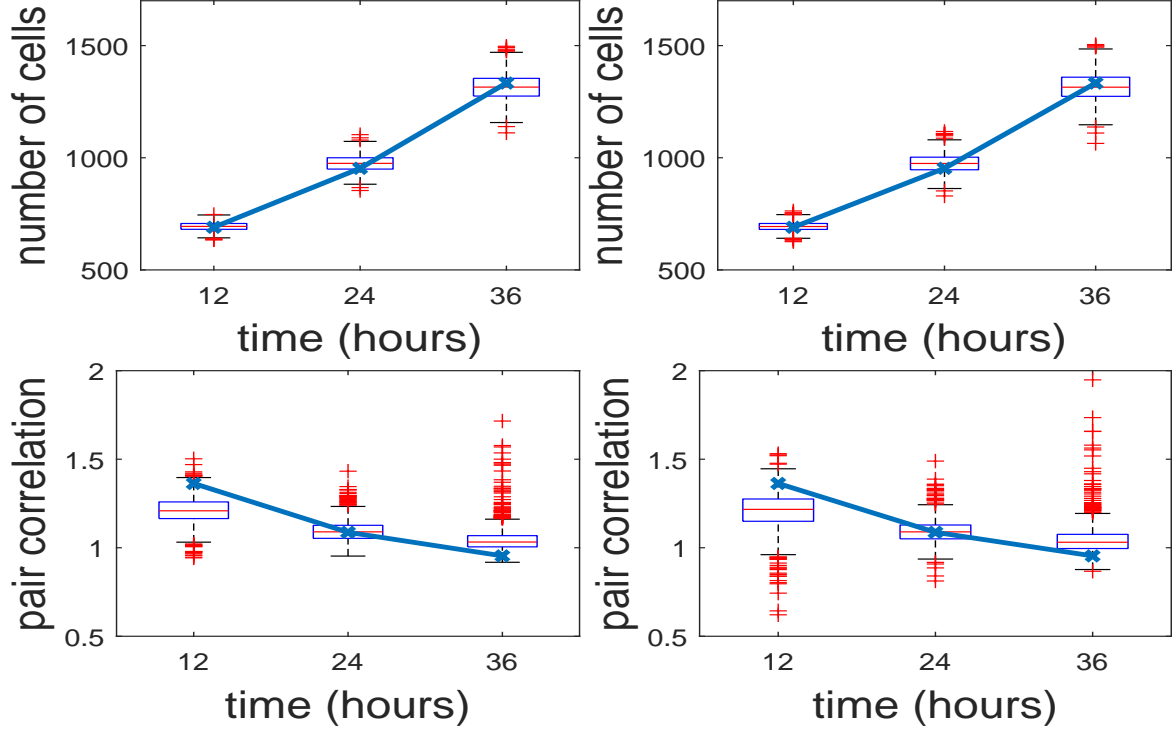 number of cells
1500
1000
500
12 24 36
time (hours)
number of cells
1500
1000
500
12 24 36
time (hours)
pair correlation
2
1.5
1
0.5
12 24 36
time (hours)
pair correlation
2
1.5
1
0.5
12 24 36
time (hours)